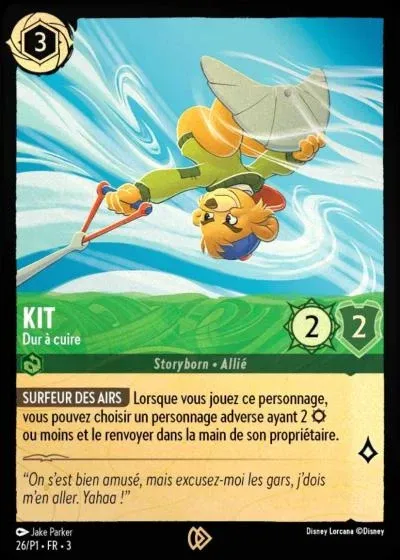 3
KIT
Dur à cuire
2
2
Storyborn • Allié
SURFEUR DES AIRS Lorsque vous jouez ce personnage,
vous pouvez choisir un personnage adverse ayant 2
ou moins et le renvoyer dans la main de son propriétaire.
“On s'est bien amusé, mais excusez-moi les gars, j'dois
m'en aller. Yahaa !”
Jake Parker
Disney Lorcana ©Disney
26/P1 • FR • 3